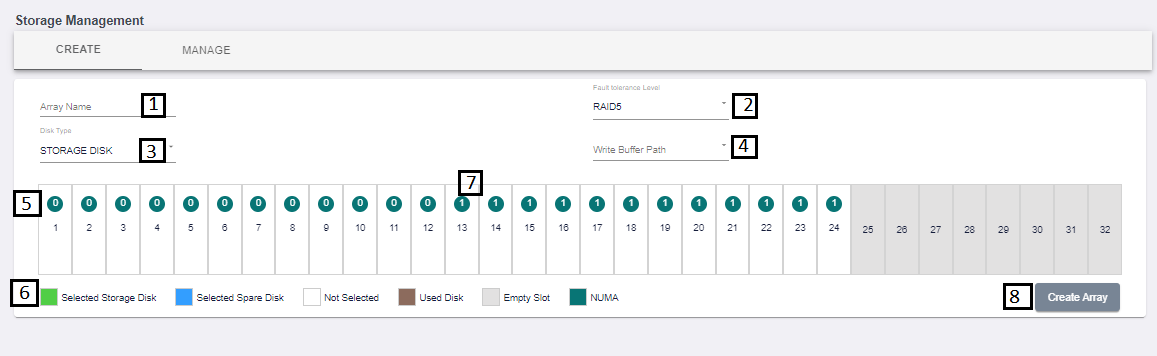 Storage Management
CREATE MANAGE
Array Name 1
Fault tolerance Level
RAID5 2
Disk Type
STORAGE DISK 3
Write Buffer Path 4
7
5 0 0 0 0 0 0 0 0 0 0 0 0 1 1 1 1 1 1 1 1 1 1 1 1
1 2 3 4 5 6 7 8 9 10 11 12 13 14 15 16 17 18 19 20 21 22 23 24 25 26 27 28 29 30 31 32
6 Selected Storage Disk Selected Spare Disk Not Selected Used Disk Empty Slot NUMA 8 Create Array